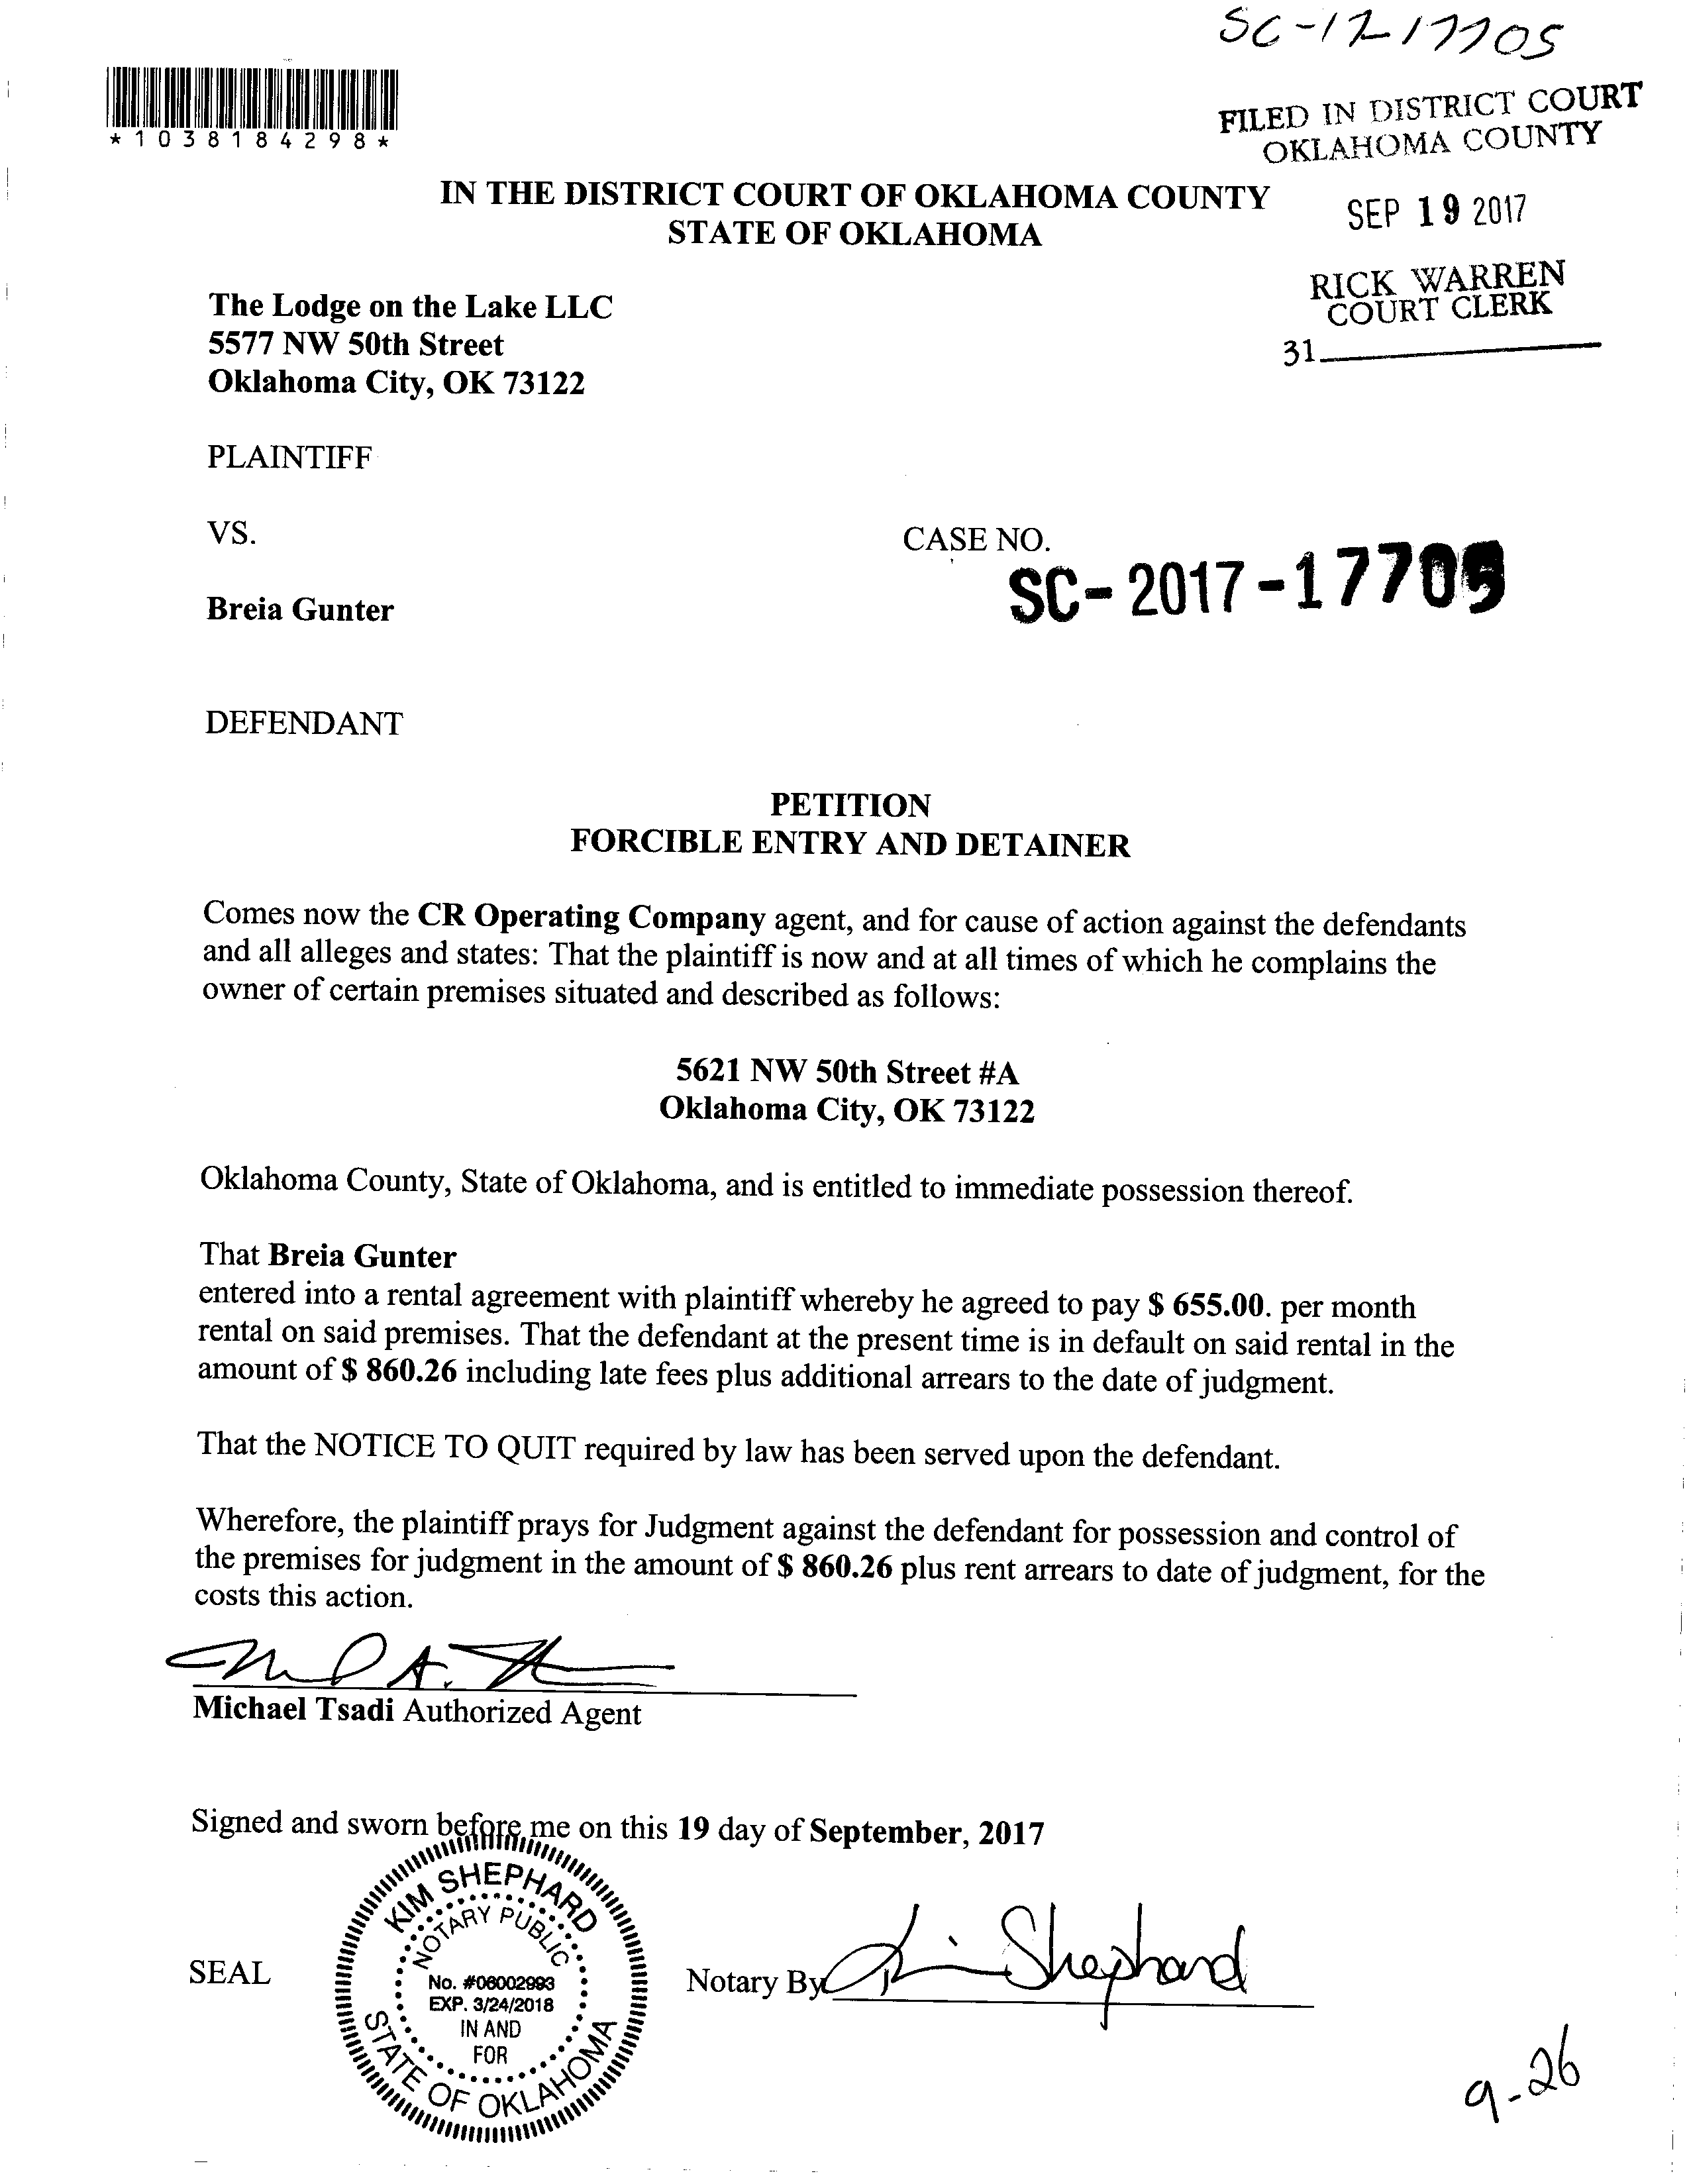 SC-17-17705
*1038184298*
FILED IN DISTRICT COURT
OKLAHOMA COUNTY
IN THE DISTRICT COURT OF OKLAHOMA COUNTY
STATE OF OKLAHOMA
SEP 19 2017
RICK WARREN
COURT CLERK
31
The Lodge on the Lake LLC
5577 NW 50th Street
Oklahoma City, OK 73122
PLAINTIFF
VS.
CASE NO.
SC-2017-17705
Breia Gunter
DEFENDANT
PETITION
FORCIBLE ENTRY AND DETAINER
Comes now the CR Operating Company agent, and for cause of action against the defendants
and all alleges and states: That the plaintiff is now and at all times of which he complains the
owner of certain premises situated and described as follows:
5621 NW 50th Street #A
Oklahoma City, OK 73122
Oklahoma County, State of Oklahoma, and is entitled to immediate possession thereof.
That Breia Gunter
entered into a rental agreement with plaintiff whereby he agreed to pay $ 655.00. per month
rental on said premises. That the defendant at the present time is in default on said rental in the
amount of $ 860.26 including late fees plus additional arrears to the date of judgment.
That the NOTICE TO QUIT required by law has been served upon the defendant.
Wherefore, the plaintiff prays for Judgment against the defendant for possession and control of
the premises for judgment in the amount of $ 860.26 plus rent arrears to date of judgment, for the
costs this action.
Michael Tsadi Authorized Agent
Signed and sworn before me on this 19 day of September, 2017
KIM SHEPHARD
NOTARY PUBLIC
No. #06002993
EXP. 3/24/2018
IN AND
FOR
STATE OF OKLAHOMA
SEAL
Notary By Kim Shephard
9-26